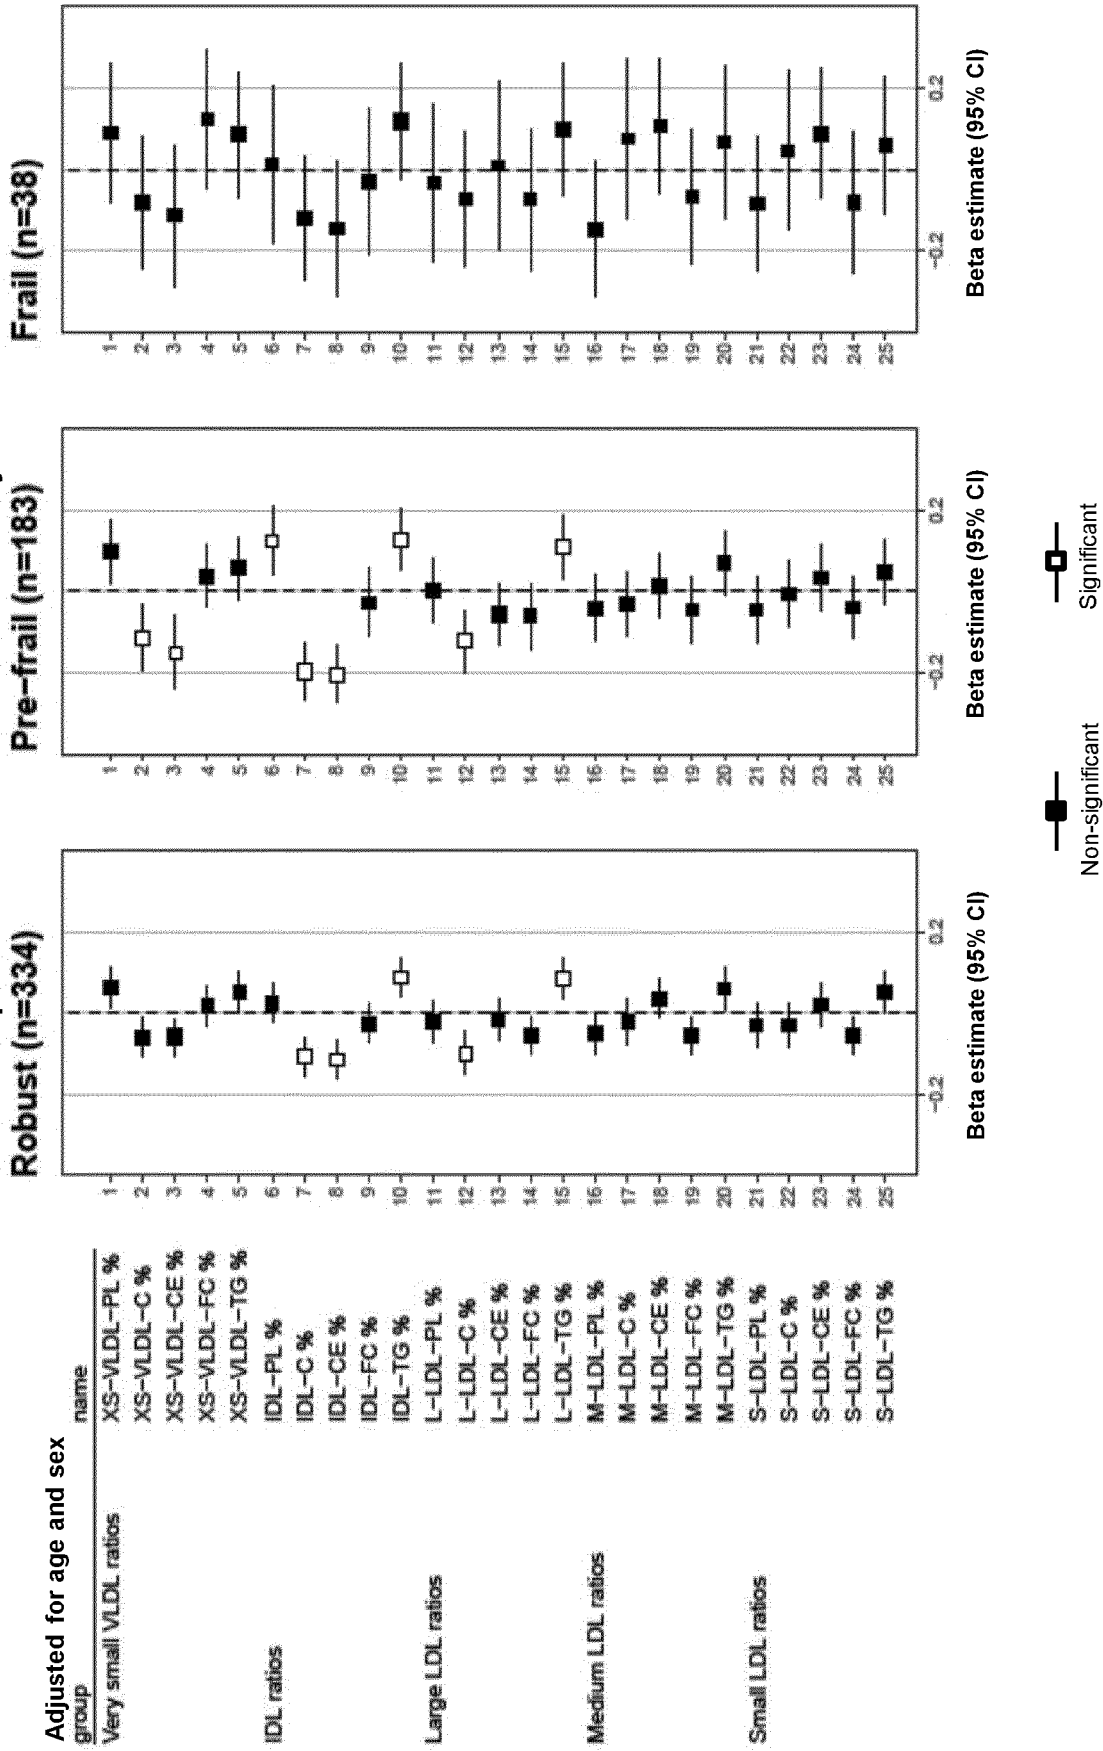 Adjusted for age and sex
group name
Robust (n=334)
Pre-frail (n=183)
Frail (n=38)
Very small VLDL ratios
XS-VLDL-PL % 1 1 1
XS-VLDL-C % 2 2 2
XS-VLDL-CE % 3 3 3
XS-VLDL-FC % 4 4 4
XS-VLDL-TG % 5 5 5
IDL ratios
IDL-PL % 6 6 6
IDL-C % 7 7 7
IDL-CE % 8 8 8
IDL-FC % 9 9 9
IDL-TG % 10 10 10
Large LDL ratios
L-LDL-PL % 11 11 11
L-LDL-C % 12 12 12
L-LDL-CE % 13 13 13
L-LDL-FC % 14 14 14
L-LDL-TG % 15 15 15
Medium LDL ratios
M-LDL-PL % 16 16 16
M-LDL-C % 17 17 17
M-LDL-CE % 18 18 18
M-LDL-FC % 19 19 19
M-LDL-TG % 20 20 20
Small LDL ratios
S-LDL-PL % 21 21 21
S-LDL-C % 22 22 22
S-LDL-CE % 23 23 23
S-LDL-FC % 24 24 24
S-LDL-TG % 25 25 25
-0.2 0.2 -0.2 0.2 -0.2 0.2
Beta estimate (95% CI)
Beta estimate (95% CI)
Beta estimate (95% CI)
Non-significant
Significant